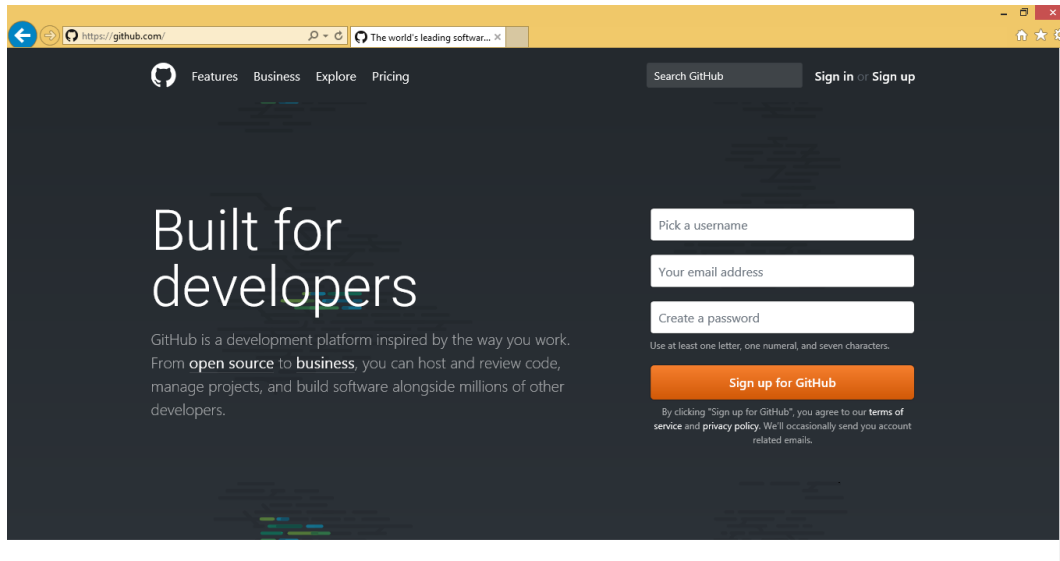 https://github.com/
The world's leading softwar...
Features Business Explore Pricing
Search GitHub
Sign in or Sign up
Built for
developers
GitHub is a development platform inspired by the way you work.
From open source to business, you can host and review code,
manage projects, and build software alongside millions of other
developers.
Pick a username
Your email address
Create a password
Use at least one letter, one numeral, and seven characters.
Sign up for GitHub
By clicking "Sign up for GitHub", you agree to our terms of
service and privacy policy. We'll occasionally send you account
related emails.